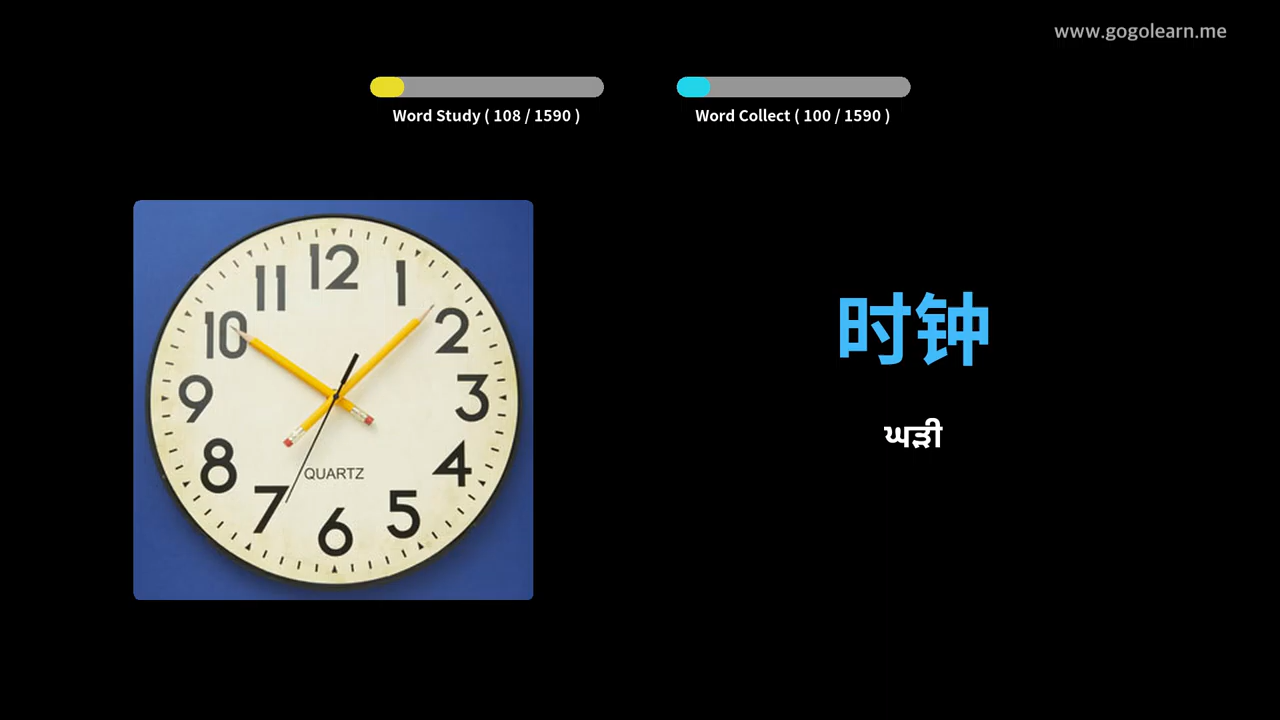 www.gogolearn.me
Word Study ( 108 / 1590 )
Word Collect ( 100 / 1590 )
12
11
1
10
2
9
3
8
4
QUARTZ
7
5
6
时钟
ਘੜੀ